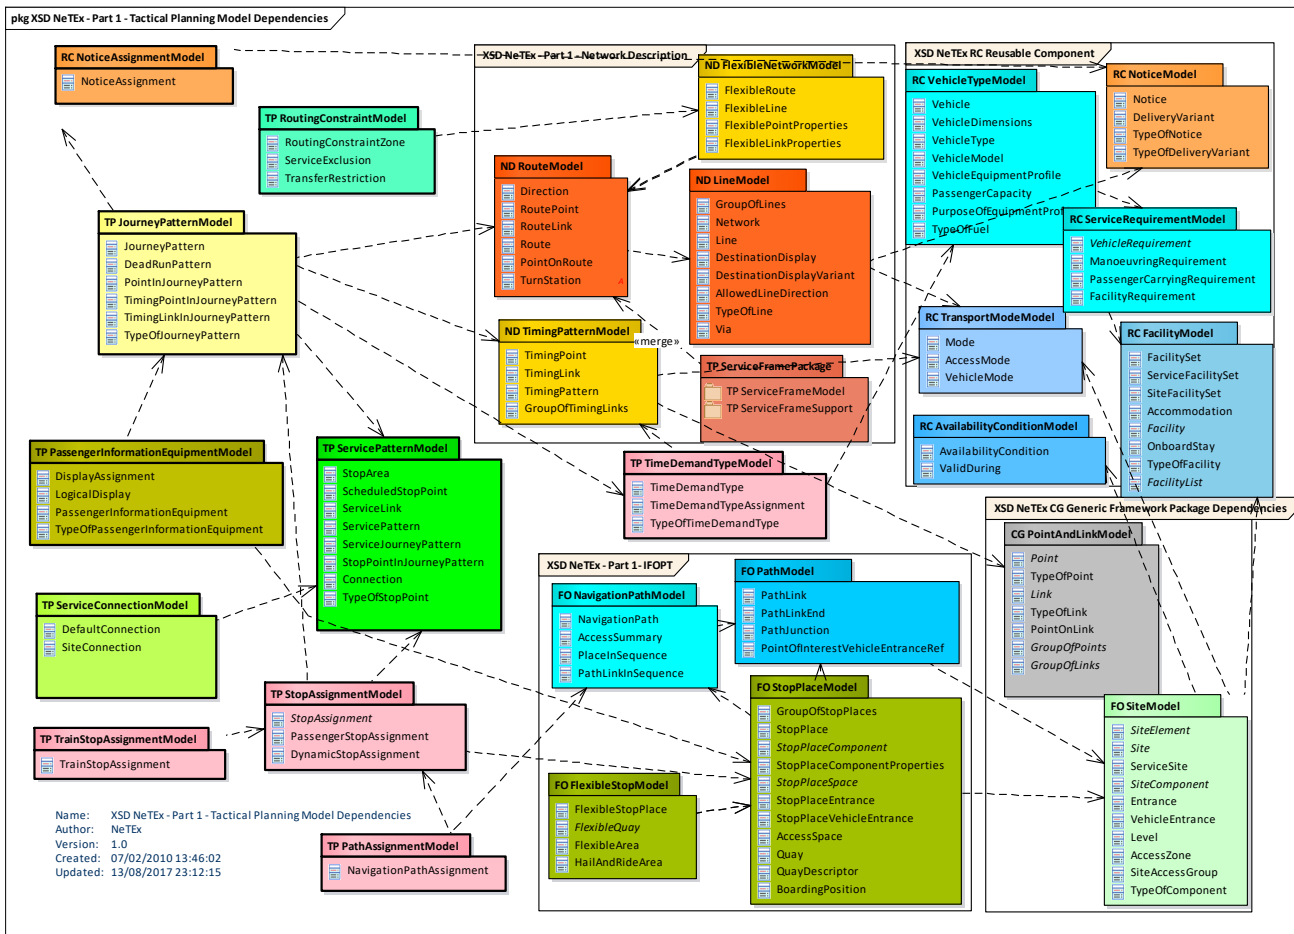 pkg XSD NeTEx - Part 1 - Tactical Planning Model Dependencies
RC NoticeAssignmentModel
NoticeAssignment
TP RoutingConstraintModel
RoutingConstraintZone
ServiceExclusion
TransferRestriction
TP JourneyPatternModel
JourneyPattern
DeadRunPattern
PointInJourneyPattern
TimingPointInJourneyPattern
TimingLinkInJourneyPattern
TypeOfJourneyPattern
TP PassengerInformationEquipmentModel
DisplayAssignment
LogicalDisplay
PassengerInformationEquipment
TypeOfPassengerInformationEquipment
TP ServicePatternModel
StopArea
ScheduledStopPoint
ServiceLink
ServicePattern
ServiceJourneyPattern
StopPointInJourneyPattern
Connection
TypeOfStopPoint
TP ServiceConnectionModel
DefaultConnection
SiteConnection
TP StopAssignmentModel
StopAssignment
PassengerStopAssignment
DynamicStopAssignment
TP TrainStopAssignmentModel
TrainStopAssignment
TP PathAssignmentModel
NavigationPathAssignment
Name: XSD NeTEx - Part 1 - Tactical Planning Model Dependencies
Author: NeTEx
Version: 1.0
Created: 07/02/2010 13:46:02
Updated: 13/08/2017 23:12:15
XSD NeTEx - Part 1 - Network Description
ND FlexibleNetworkModel
FlexibleRoute
FlexibleLine
FlexiblePointProperties
FlexibleLinkProperties
ND RouteModel
Direction
RoutePoint
RouteLink
Route
PointOnRoute
TurnStation
A
ND LineModel
GroupOfLines
Network
Line
DestinationDisplay
DestinationDisplayVariant
AllowedLineDirection
TypeOfLine
Via
ND TimingPatternModel
TimingPoint
TimingLink
TimingPattern
GroupOfTimingLinks
«merge»
TP ServiceFramePackage
TP ServiceFrameModel
TP ServiceFrameSupport
TP TimeDemandTypeModel
TimeDemandType
TimeDemandTypeAssignment
TypeOfTimeDemandType
XSD NeTEx RC Reusable Component
RC VehicleTypeModel
Vehicle
VehicleDimensions
VehicleType
VehicleModel
VehicleEquipmentProfile
PassengerCapacity
PurposeOfEquipmentProf
TypeOfFuel
RC NoticeModel
Notice
DeliveryVariant
TypeOfNotice
TypeOfDeliveryVariant
RC ServiceRequirementModel
VehicleRequirement
ManoeuvringRequirement
PassengerCarryingRequirement
FacilityRequirement
RC TransportModeModel
Mode
AccessMode
VehicleMode
RC FacilityModel
FacilitySet
ServiceFacilitySet
SiteFacilitySet
Accommodation
Facility
OnboardStay
TypeOfFacility
FacilityList
RC AvailabilityConditionModel
AvailabilityCondition
ValidDuring
XSD NeTEx CG Generic Framework Package Dependencies
CG PointAndLinkModel
Point
TypeOfPoint
Link
TypeOfLink
PointOnLink
GroupOfPoints
GroupOfLinks
FO SiteModel
SiteElement
Site
ServiceSite
SiteComponent
Entrance
VehicleEntrance
Level
AccessZone
SiteAccessGroup
TypeOfComponent
XSD NeTEx - Part 1- IFOPT
FO NavigationPathModel
NavigationPath
AccessSummary
PlaceInSequence
PathLinkInSequence
FO PathModel
PathLink
PathLinkEnd
PathJunction
PointOfInterestVehicleEntranceRef
FO StopPlaceModel
GroupOfStopPlaces
StopPlace
StopPlaceComponent
StopPlaceComponentProperties
StopPlaceSpace
StopPlaceEntrance
StopPlaceVehicleEntrance
AccessSpace
Quay
QuayDescriptor
BoardingPosition
FO FlexibleStopModel
FlexibleStopPlace
FlexibleQuay
FlexibleArea
HailAndRideArea